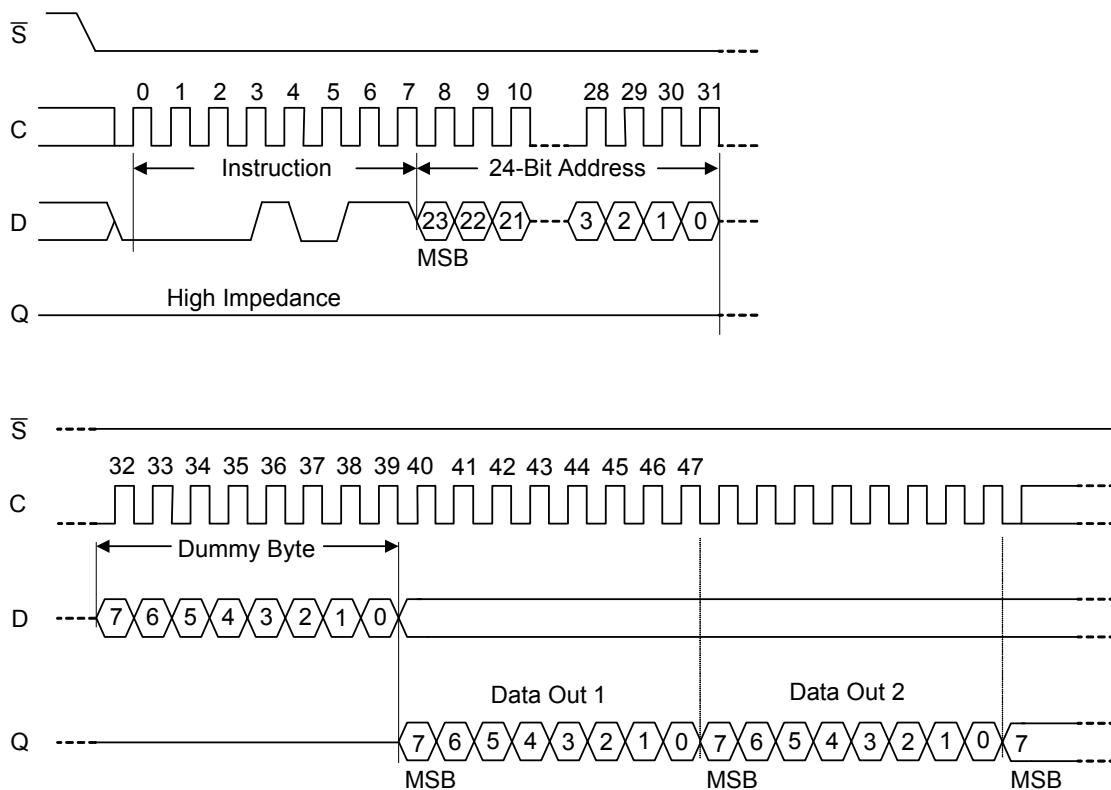 S̅
0 1 2 3 4 5 6 7 8 9 10 28 29 30 31
C
Instruction 24-Bit Address
D 23 22 21 3 2 1 0
MSB
High Impedance
Q
S̅
32 33 34 35 36 37 38 39 40 41 42 43 44 45 46 47
C
Dummy Byte
D 7 6 5 4 3 2 1 0
Data Out 1 Data Out 2
Q 7 6 5 4 3 2 1 0 7 6 5 4 3 2 1 0 7
MSB MSB MSB